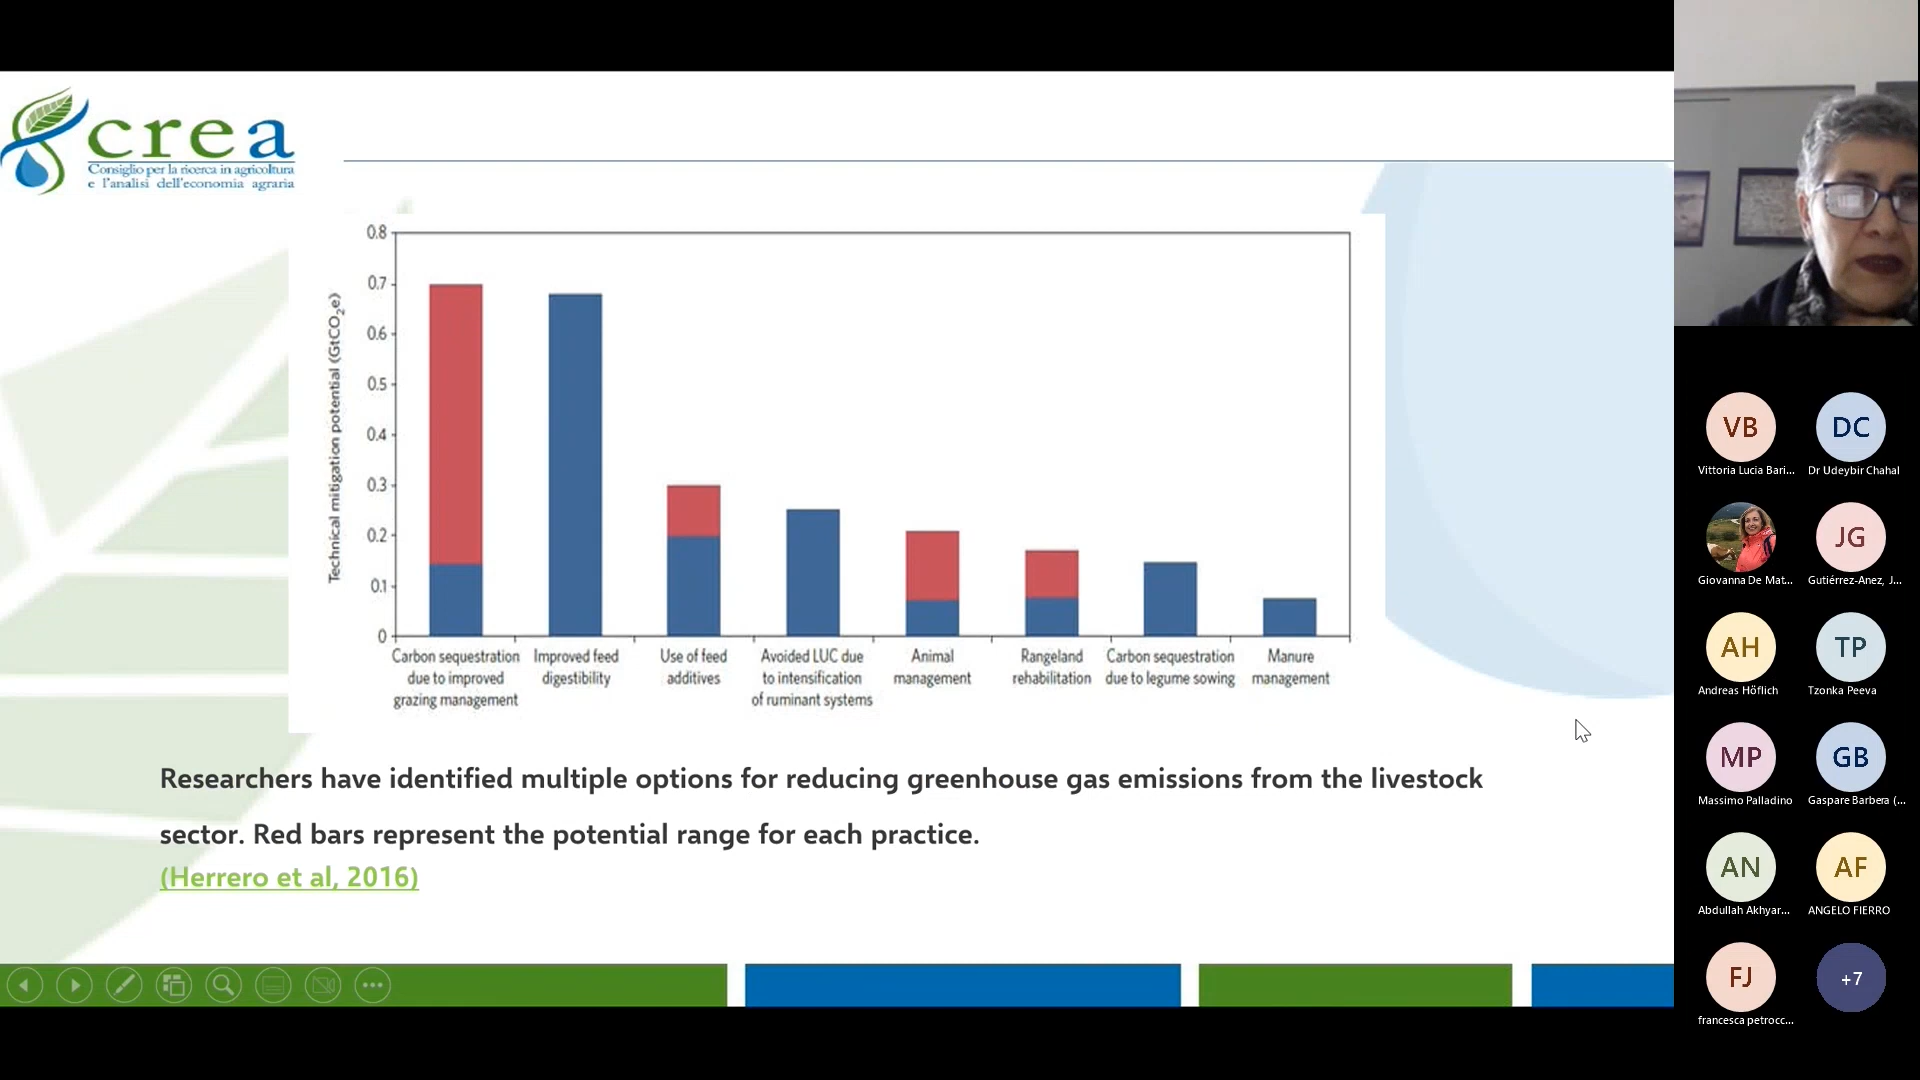 crea
Consiglio per la ricerca in agricoltura
e l'analisi dell'economia agraria
Technical mitigation potential (GtCO2e)
0.8
0.7
0.6
0.5
0.4
0.3
0.2
0.1
0
Carbon sequestration
due to improved
grazing management
Improved feed
digestibility
Use of feed
additives
Avoided LUC due
to intensification
of ruminant systems
Animal
management
Rangeland
rehabilitation
Carbon sequestration
due to legume sowing
Manure
management
Researchers have identified multiple options for reducing greenhouse gas emissions from the livestock
sector. Red bars represent the potential range for each practice.
(Herrero et al, 2016)
VB
Vittoria Lucia Bari...
DC
Dr Udeybir Chahal
Giovanna De Mat...
JG
Gutiérrez-Anez, J...
AH
Andreas Höflich
TP
Tzonka Peeva
MP
Massimo Palladino
GB
Gaspare Barbera (...
AN
Abdullah Akhyar...
AF
ANGELO FIERRO
FJ
francesca petrocc...
+7